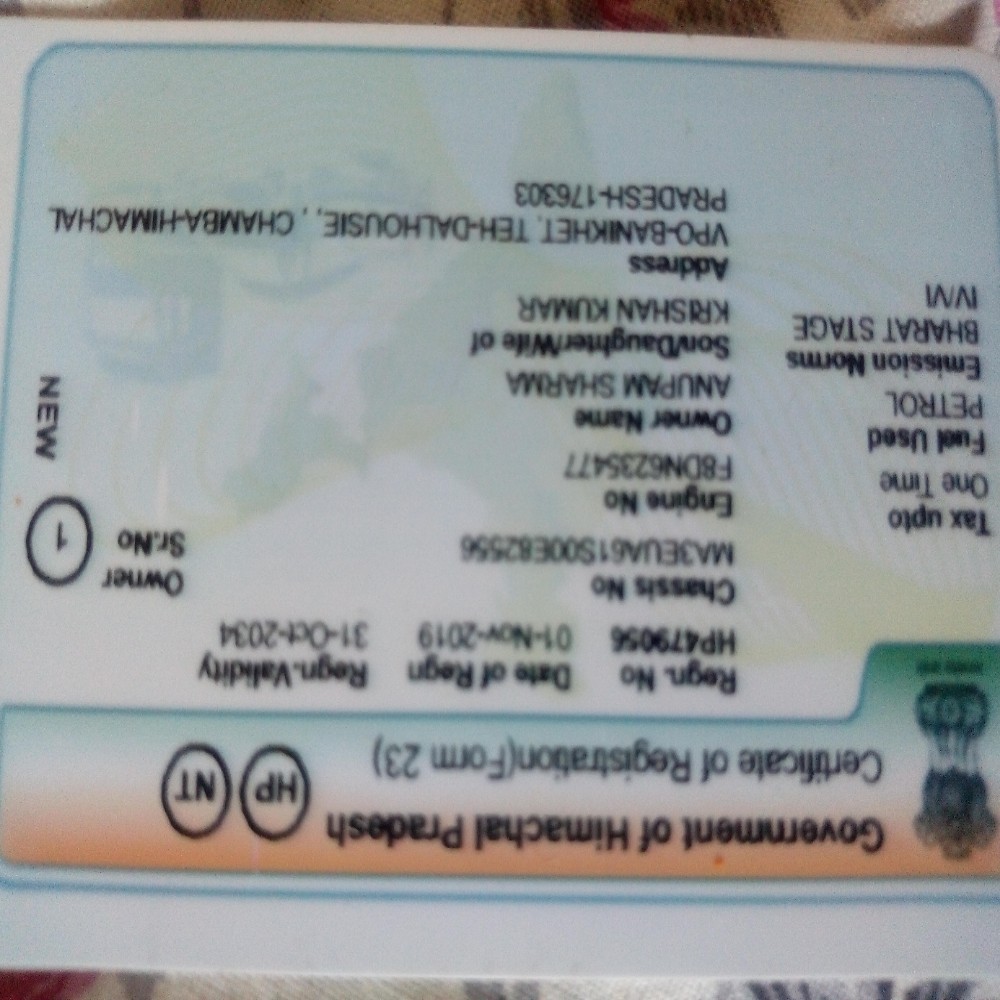 Government of Himachal Pradesh
Certificate of Registration(Form 23)
HP
NT
Regn. No Date of Regn Regn.Validity
HP479056 01-Nov-2019 31-Oct-2034
Chassis No
MA3EUA61S00E82556
Owner
Sr.No
1
NEW
Engine No
F8DN6235477
Owner Name
ANUPAM SHARMA
Son/Daughter/Wife of
KRISHAN KUMAR
Address
VPO-BANIKHET, TEH-DALHOUSIE, , CHAMBA-HIMACHAL
PRADESH-176303
Tax upto
One Time
Fuel Used
PETROL
Emission Norms
BHARAT STAGE
IV/VI